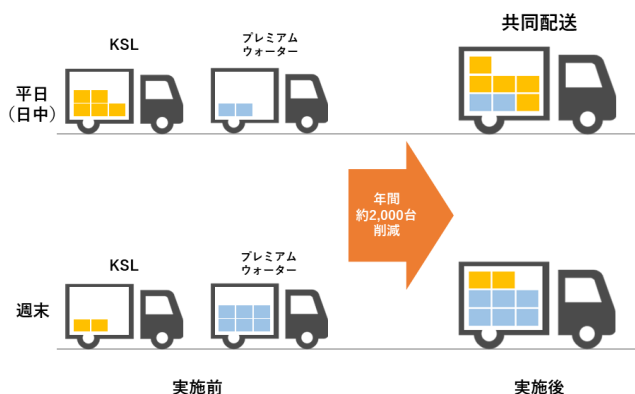 KSL
プレミアム
ウォーター
共同配送
平日
（日中）
年間
約2,000台
削減
KSL
プレミアム
ウォーター
週末
実施前
実施後